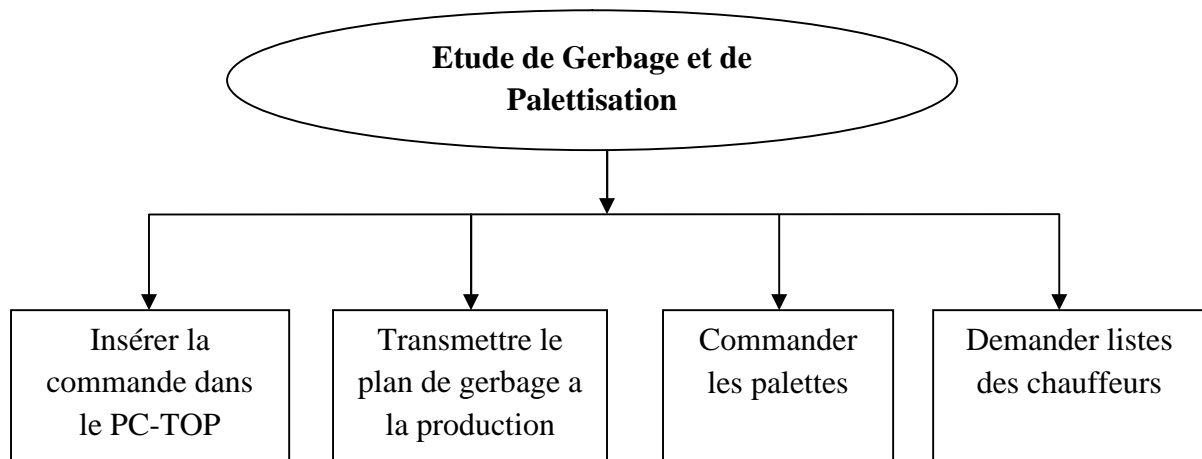 Etude de Gerbage et de
Palettisation
Insérer la
commande dans
le PC-TOP
Transmettre le
plan de gerbage a
la production
Commander
les palettes
Demander listes
des chauffeurs